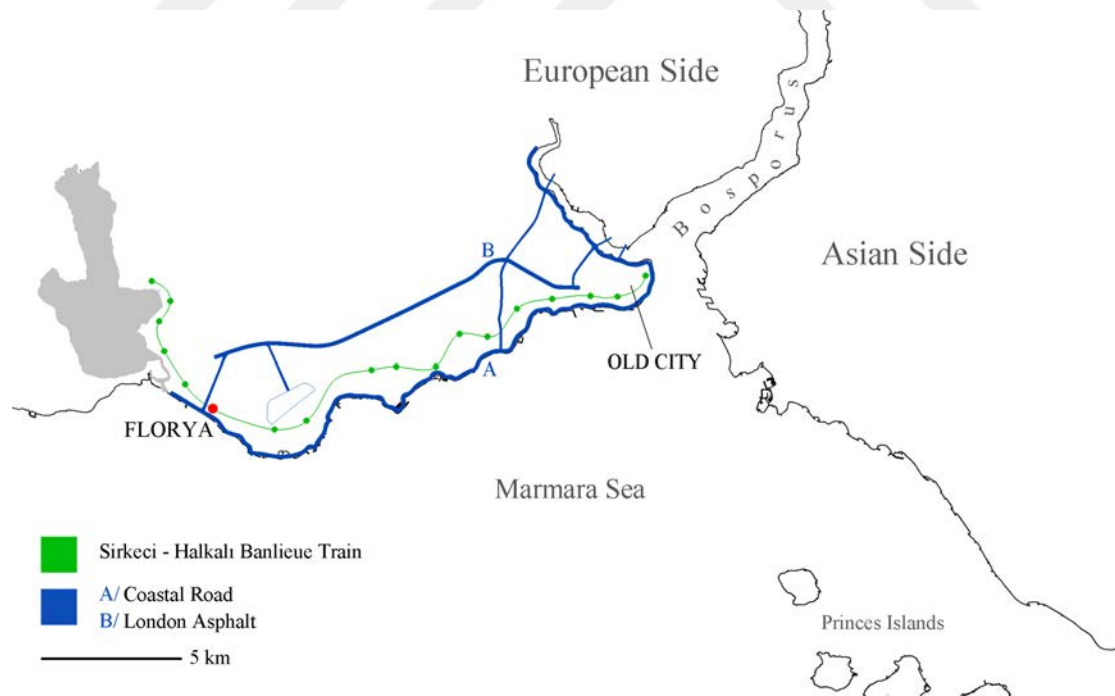 European Side
Bosporus
Asian Side
B
OLD CITY
A
FLORYA
Marmara Sea
Sirkeci - Halkalı Banlieue Train
A/ Coastal Road
B/ London Asphalt
5 km
Princes Islands